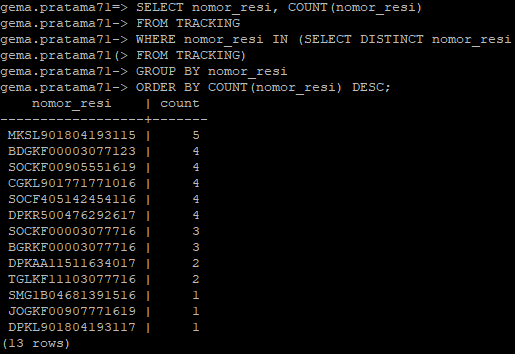 gema.pratama71=> SELECT nomor_resi, COUNT(nomor_resi)
gema.pratama71-> FROM TRACKING
gema.pratama71-> WHERE nomor_resi IN (SELECT DISTINCT nomor_resi
gema.pratama71(> FROM TRACKING)
gema.pratama71-> GROUP BY nomor_resi
gema.pratama71-> ORDER BY COUNT(nomor_resi) DESC;
nomor_resi | count
------------------+-------
MKSL901804193115 | 5
BDGKF00003077123 | 4
SOCKF00905551619 | 4
CGKL901771771016 | 4
SOCF405142454116 | 4
DPKR500476292617 | 4
SOCKF00003077716 | 3
BGRKF00003077716 | 3
DPKAA11511634017 | 2
TGLKF11103077716 | 2
SMG1B04681391516 | 1
JOGKF00907771619 | 1
DPKL901804193117 | 1
(13 rows)